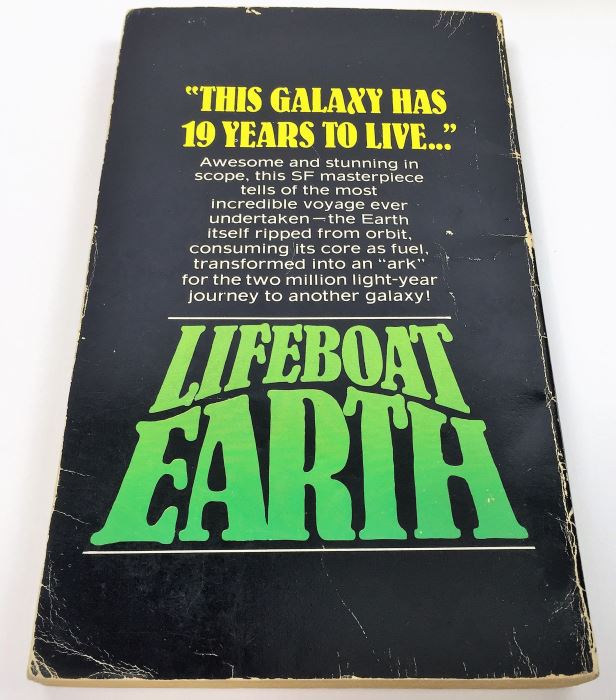 “THIS GALAXY HAS
19 YEARS TO LIVE...”
Awesome and stunning in
scope, this SF masterpiece
tells of the most
incredible voyage ever
undertaken—the Earth
itself ripped from orbit,
consuming its core as fuel,
transformed into an “ark”
for the two million light-year
journey to another galaxy!
LIFEBOAT
EARTH